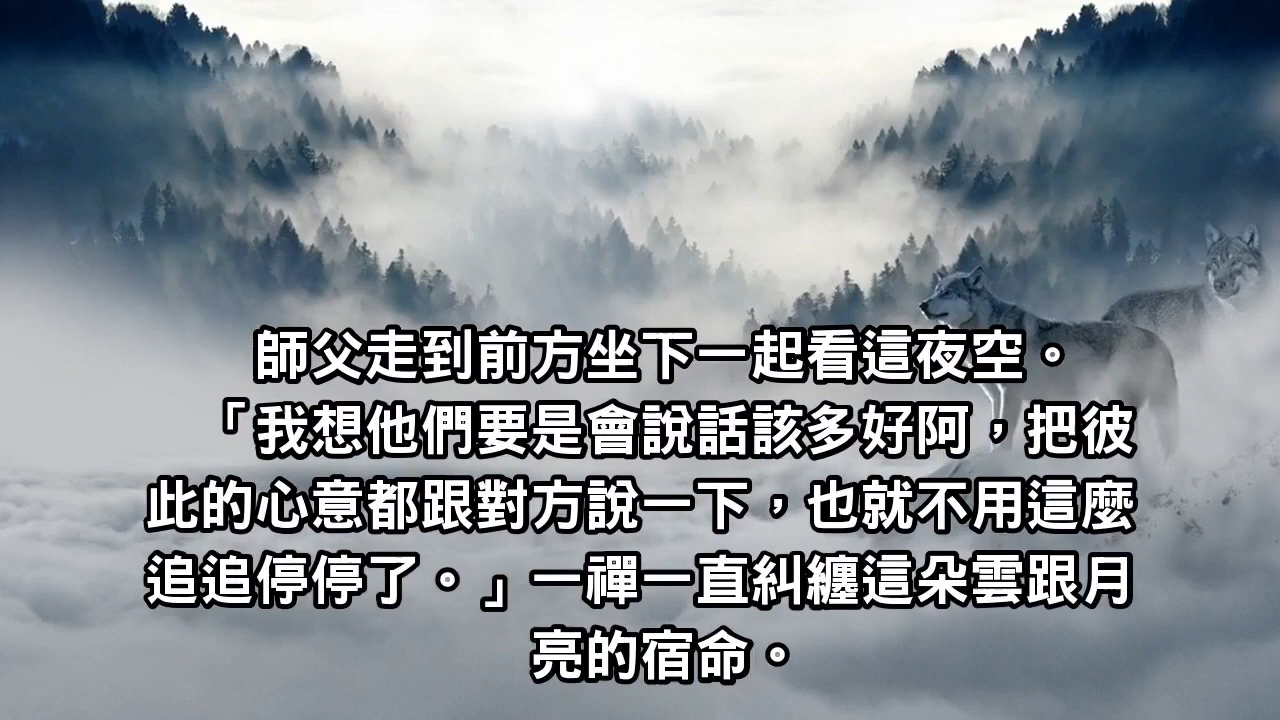 師父走到前方坐下一起看這夜空。
「我想他們要是會說話該多好阿，把彼
此的心意都跟對方說一下，也就不用這麼
追追停停了。」一禪一直糾纏這朵雲跟月
亮的宿命。